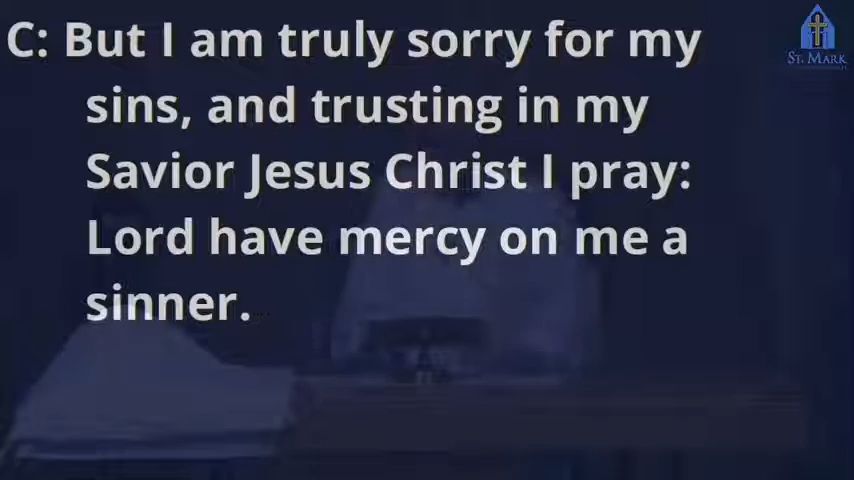 C: But I am truly sorry for my
sins, and trusting in my
Savior Jesus Christ I pray:
Lord have mercy on me a
sinner.
ST. MARK